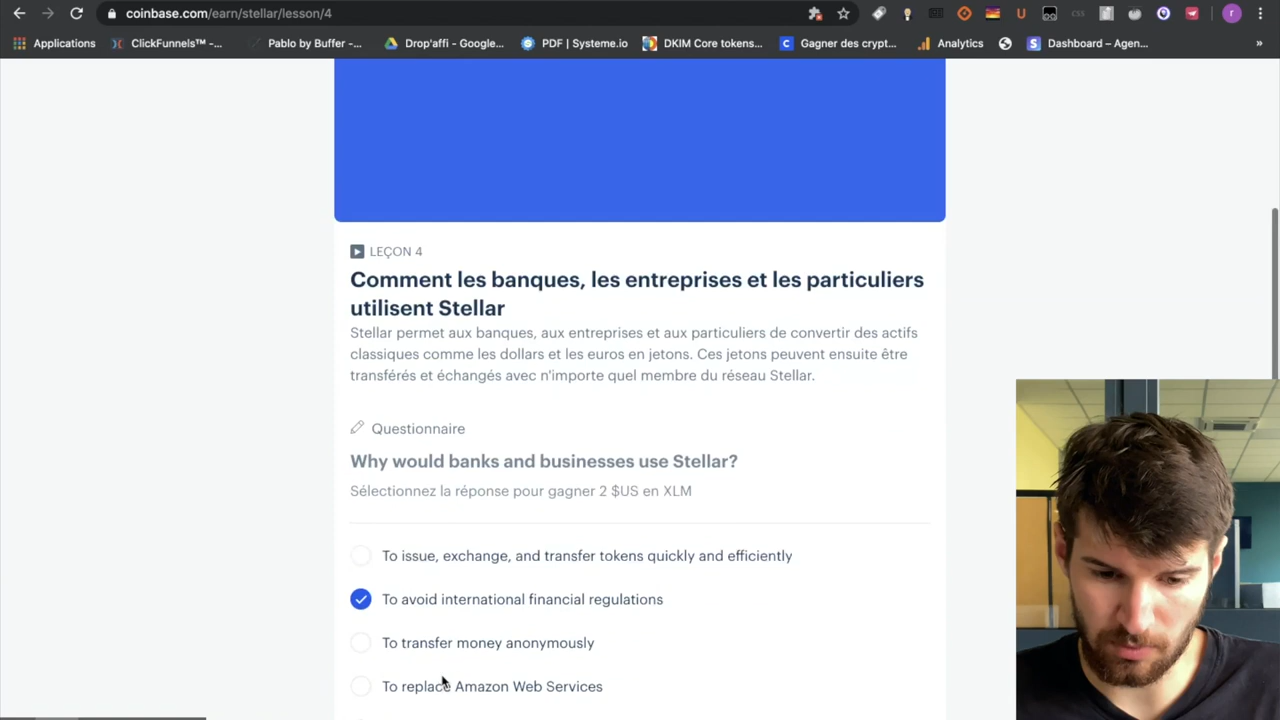 coinbase.com/earn/stellar/lesson/4
Applications
ClickFunnels™ -...
Pablo by Buffer -...
Drop'affi - Google...
PDF | Systeme.io
DKIM Core tokens...
Gagner des crypt...
Analytics
Dashboard – Agen...
»
LEÇON 4
Comment les banques, les entreprises et les particuliers
utilisent Stellar
Stellar permet aux banques, aux entreprises et aux particuliers de convertir des actifs
classiques comme les dollars et les euros en jetons. Ces jetons peuvent ensuite être
transférés et échangés avec n'importe quel membre du réseau Stellar.
Questionnaire
Why would banks and businesses use Stellar?
Sélectionnez la réponse pour gagner 2 $US en XLM
To issue, exchange, and transfer tokens quickly and efficiently
To avoid international financial regulations
To transfer money anonymously
To replace Amazon Web Services